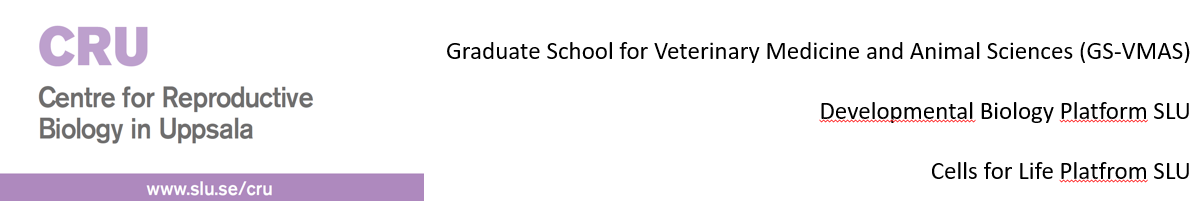 CRU
Centre for Reproductive
Biology in Uppsala
www.slu.se/cru
Graduate School for Veterinary Medicine and Animal Sciences (GS-VMAS)
Developmental Biology Platform SLU
Cells for Life Platfrom SLU